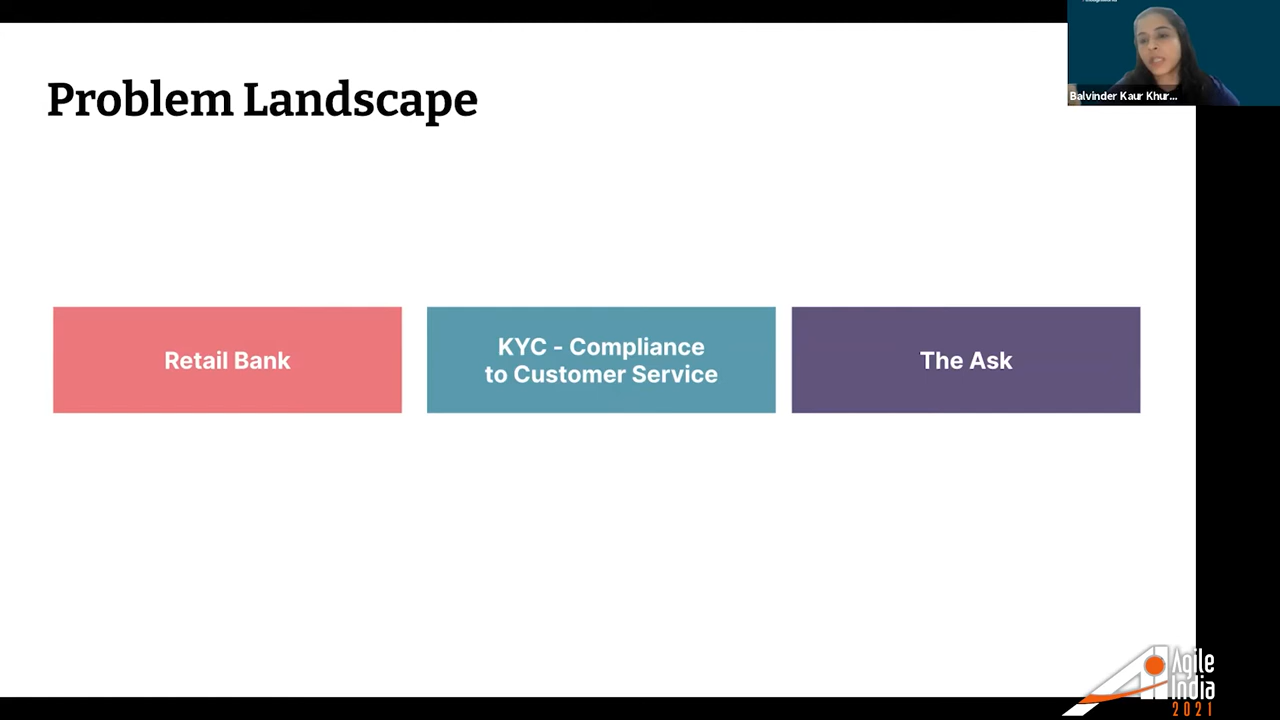 Problem Landscape
Balvinder Kaur Khur...
Retail Bank
KYC - Compliance
to Customer Service
The Ask
Agile
India
2021